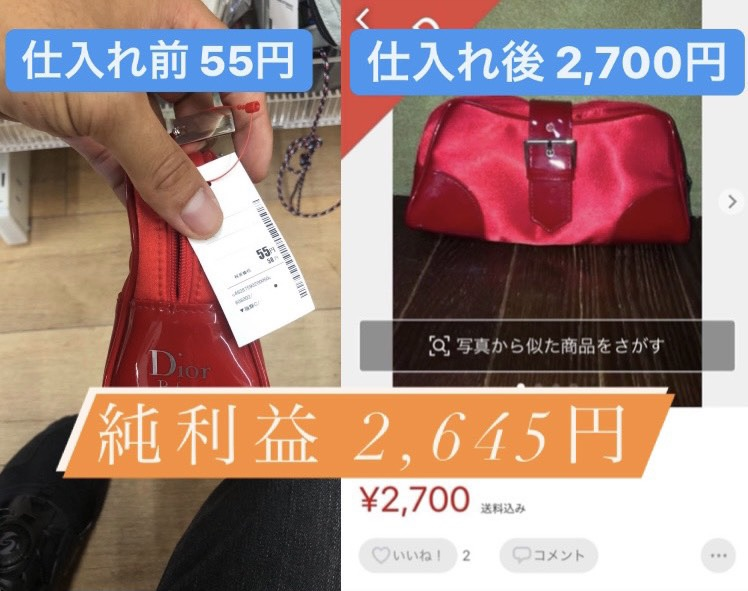 仕入れ前 55円
仕入れ後 2,700円
55円
Dior
写真から似た商品をさがす
純利益 2,645円
¥2,700 送料込み
いいね! 2 コメント